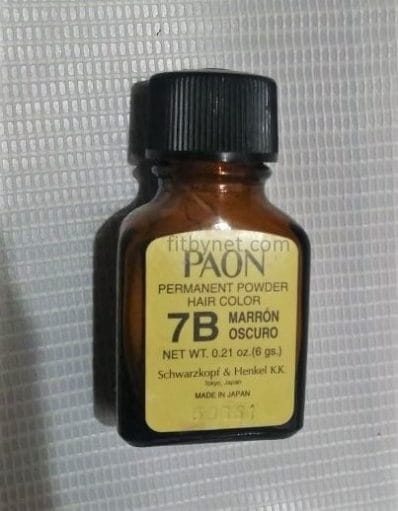 fitbynet.com
PAON
PERMANENT POWDER
HAIR COLOR
7B MARRÓN
OSCURO
NET WT. 0.21 oz.(6 gs.)
Schwarzkopf & Henkel K.K.
Tokyo, Japan
MADE IN JAPAN